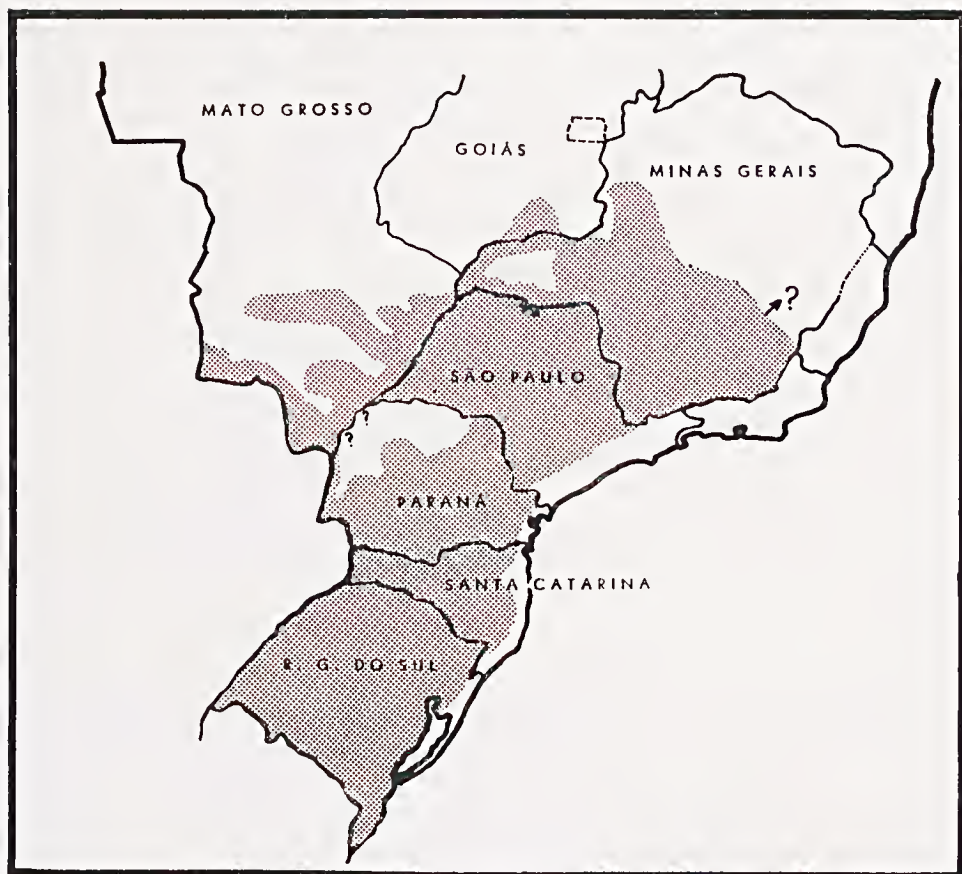 MATO GROSSO
GOIÁS
MINAS GERAIS
?
SÃO PAULO
?
?
PARANÁ
SANTA CATARINA
R. G. DO SUL